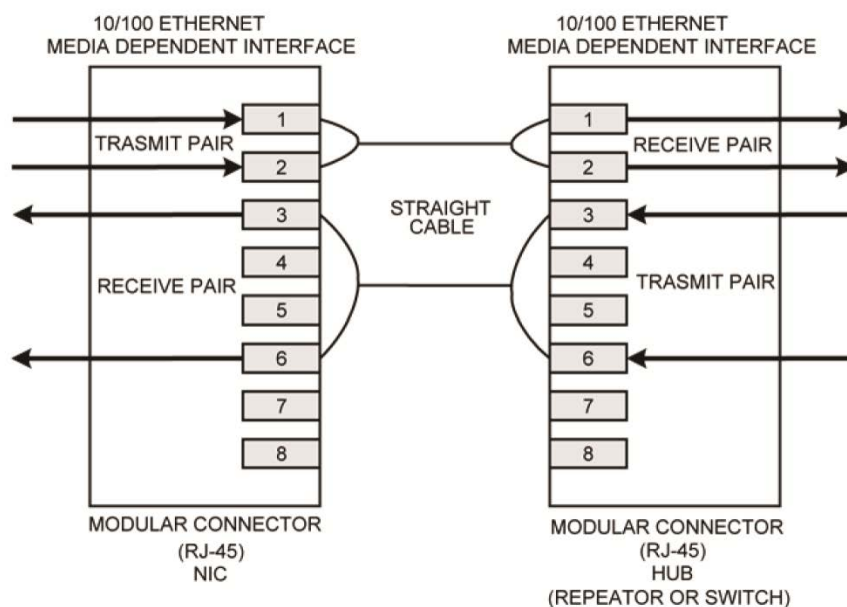 10/100 ETHERNET
MEDIA DEPENDENT INTERFACE
1
TRASMIT PAIR
2
3
4
RECEIVE PAIR
5
6
7
8
MODULAR CONNECTOR
(RJ-45)
NIC
STRAIGHT
CABLE
10/100 ETHERNET
MEDIA DEPENDENT INTERFACE
1
RECEIVE PAIR
2
3
4
TRASMIT PAIR
5
6
7
8
MODULAR CONNECTOR
(RJ-45)
HUB
(REPEATOR OR SWITCH)